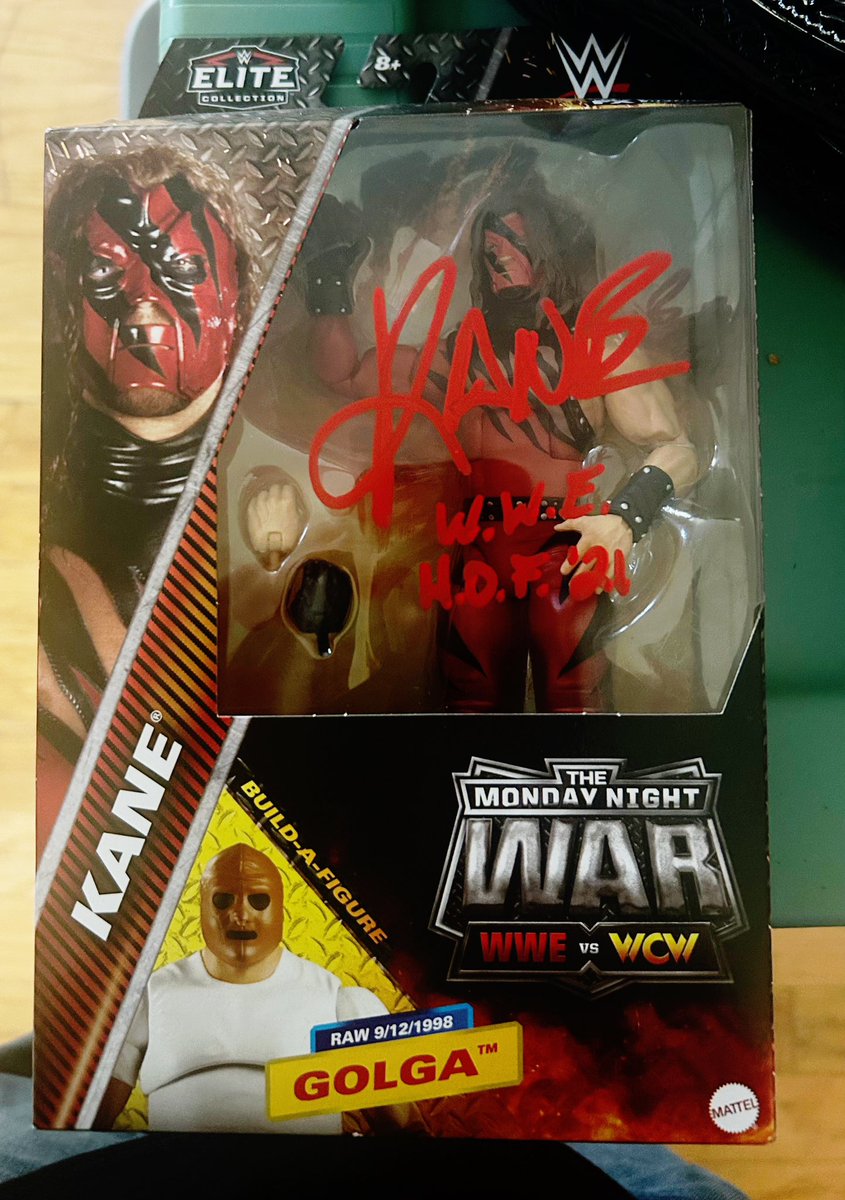 W
ELITE
COLLECTION
8+
W
KANE
W.W.E.
H.O.F. '21
KANE®
BUILD-A-FIGURE
THE
MONDAY NIGHT
WAR
WWE VS WCW
RAW 9/12/1998
GOLGA™
MATTEL